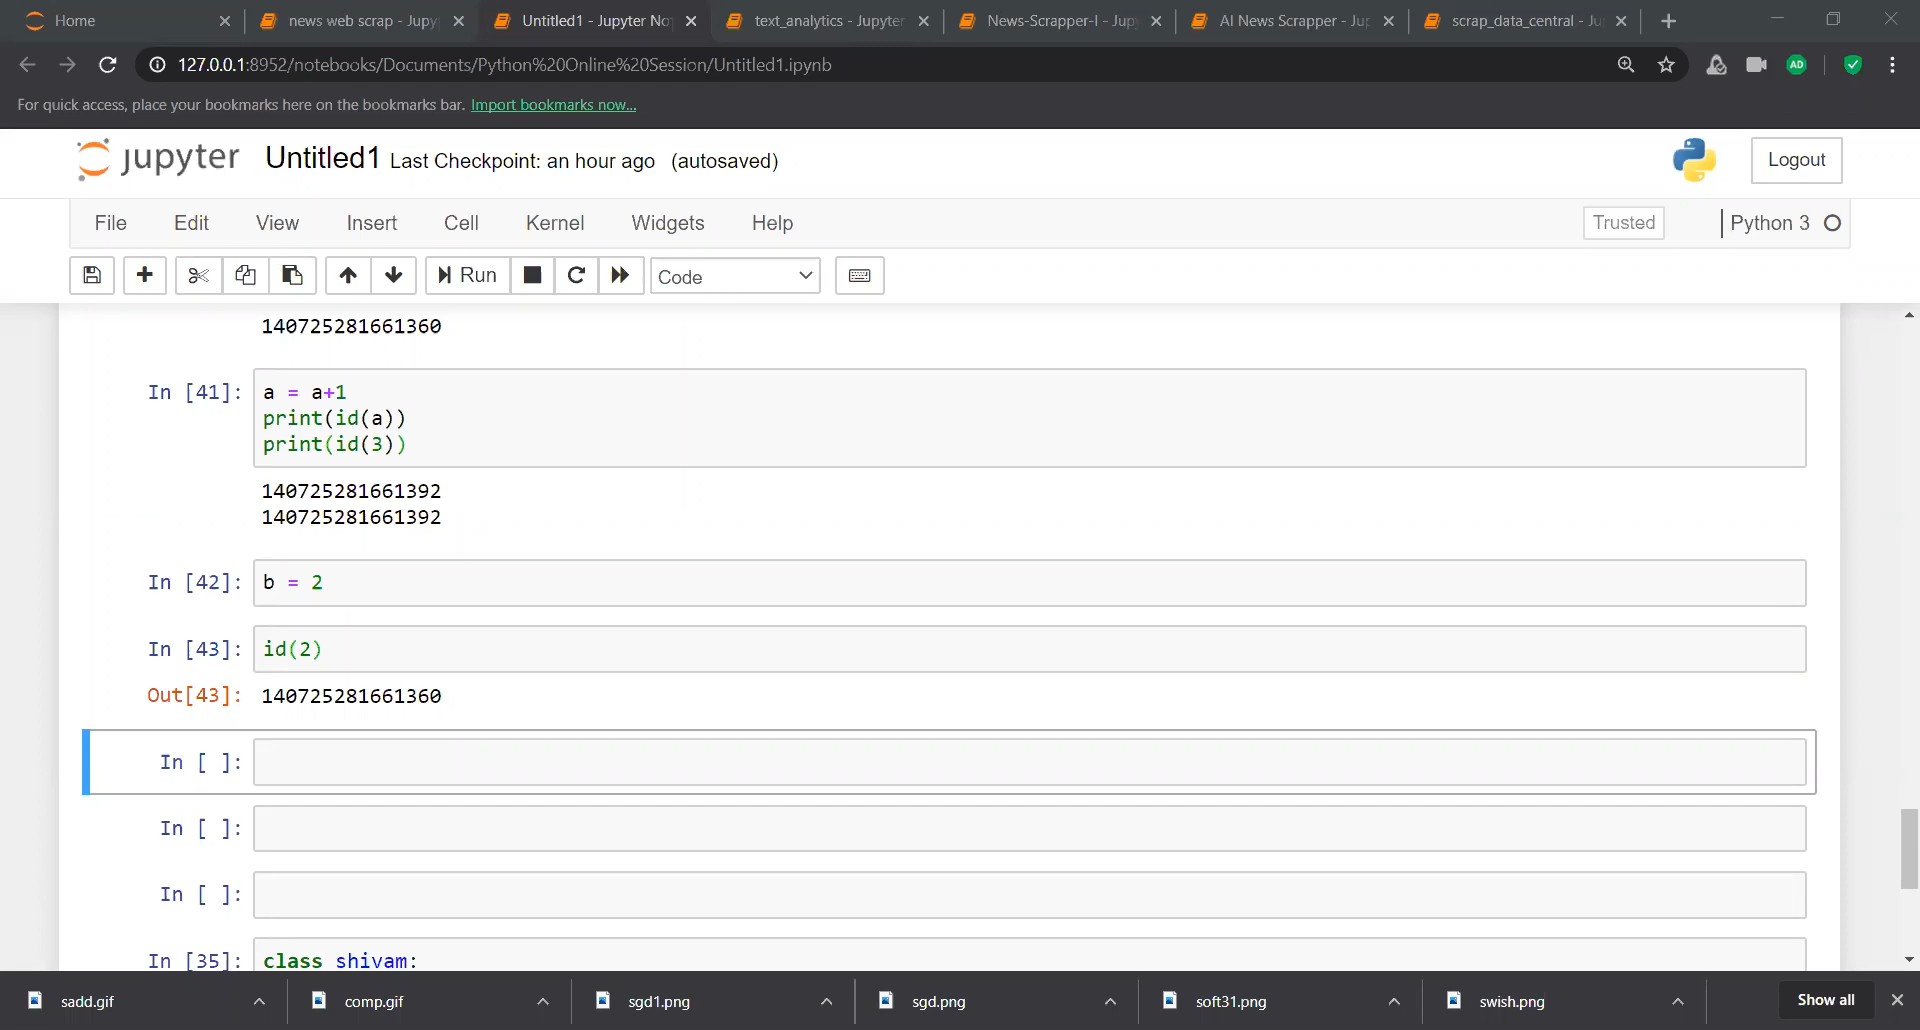 Home
news web scrap - Jupy
Untitled1 - Jupyter No
text_analytics - Jupyter
News-Scrapper-I - Jup
AI News Scrapper - Jup
scrap_data_central - Ju
127.0.0.1:8952/notebooks/Documents/Python%20Online%20Session/Untitled1.ipynb
AD
For quick access, place your bookmarks here on the bookmarks bar. Import bookmarks now...
jupyter Untitled1 Last Checkpoint: an hour ago (autosaved)
Logout
File Edit View Insert Cell Kernel Widgets Help
Trusted
Python 3
Run
Code
140725281661360
In [41]: a = a+1
print(id(a))
print(id(3))
140725281661392
140725281661392
In [42]: b = 2
In [43]: id(2)
Out[43]: 140725281661360
In [ ]:
In [ ]:
In [ ]:
In [35]: class shivam:
sadd.gif
comp.gif
sgd1.png
sgd.png
soft31.png
swish.png
Show all